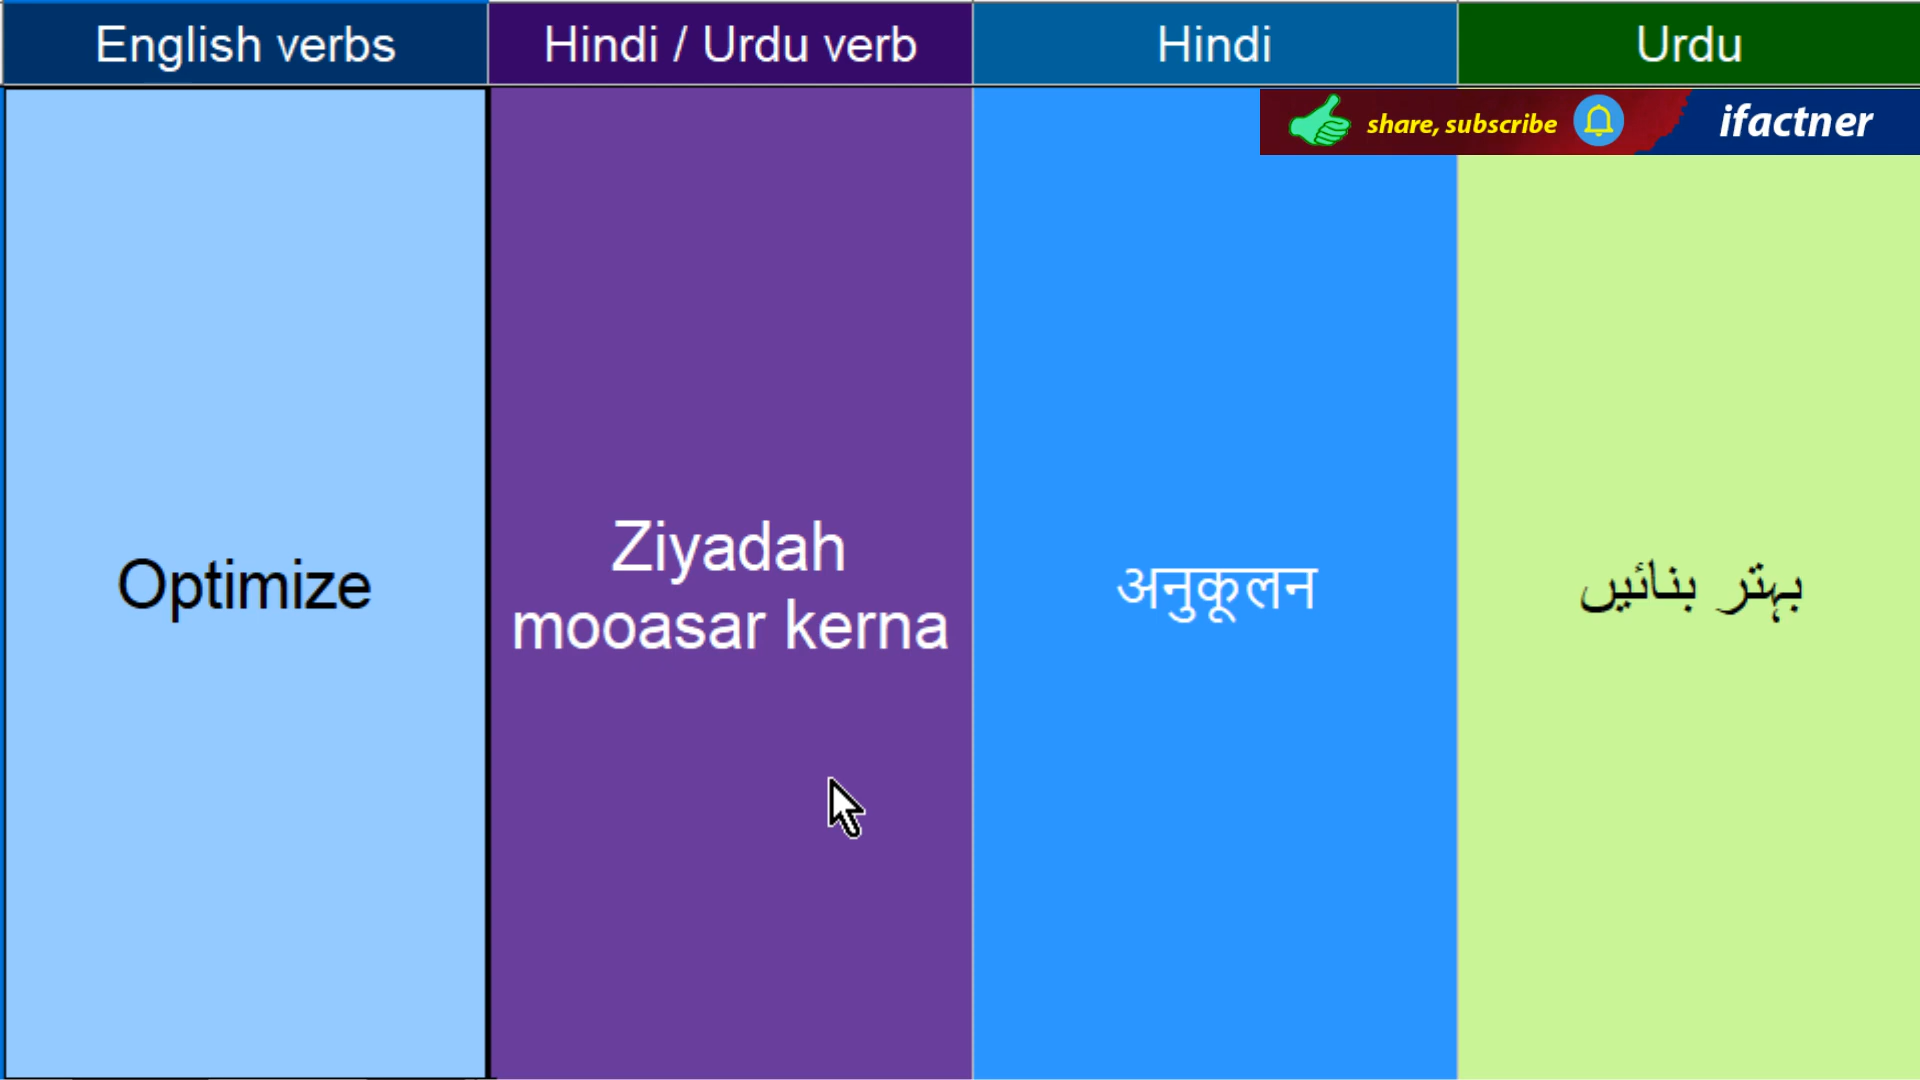 English verbs
Hindi / Urdu verb
Hindi
Urdu
share, subscribe
ifactner
Optimize
Ziyadah
mooasar kerna
अनुकूलन
بہتر بنائیں